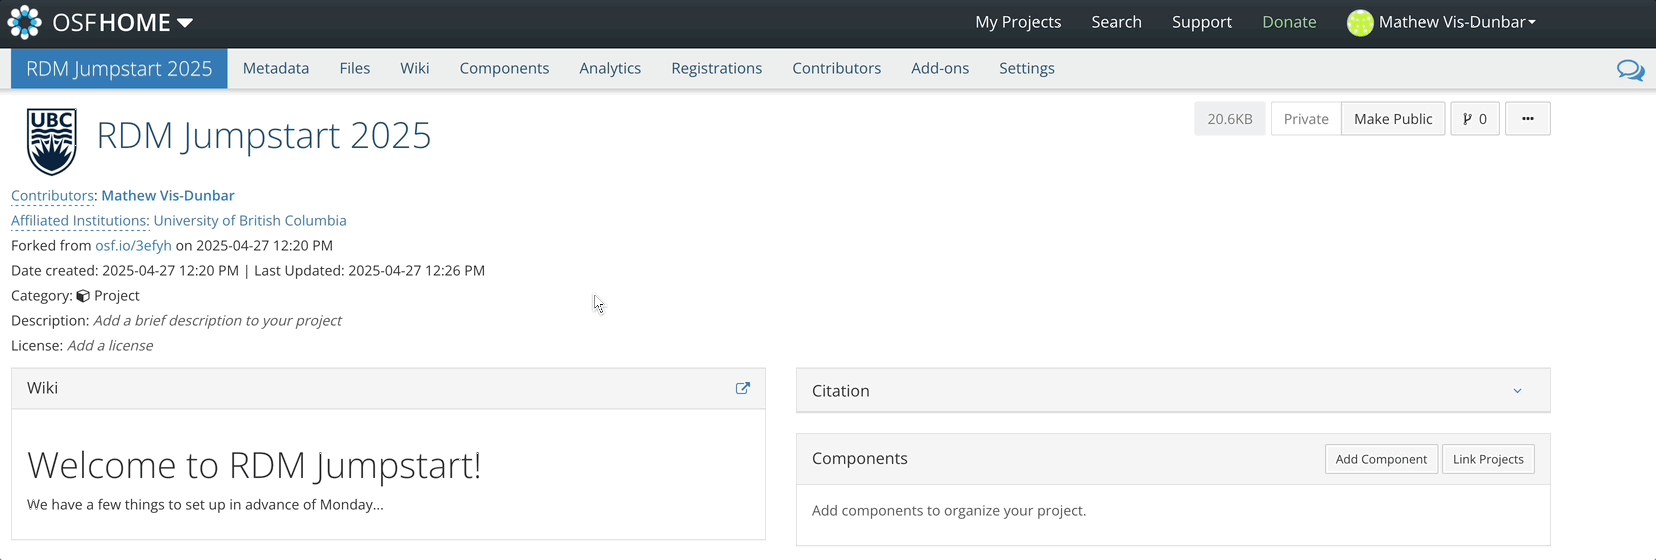 OSFHOME
My Projects Search Support Donate Mathew Vis-Dunbar
RDM Jumpstart 2025 Metadata Files Wiki Components Analytics Registrations Contributors Add-ons Settings
20.6KB Private Make Public 0 ...
UBC
RDM Jumpstart 2025
Contributors: Mathew Vis-Dunbar
Affiliated Institutions: University of British Columbia
Forked from osf.io/3efyh on 2025-04-27 12:20 PM
Date created: 2025-04-27 12:20 PM | Last Updated: 2025-04-27 12:26 PM
Category: Project
Description: Add a brief description to your project
License: Add a license
Wiki
Welcome to RDM Jumpstart!
We have a few things to set up in advance of Monday...
Citation
Components Add Component Link Projects
Add components to organize your project.